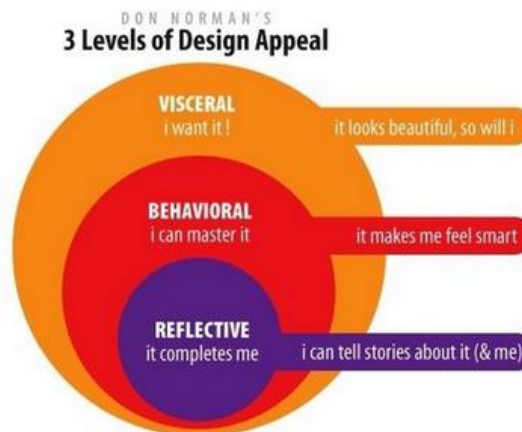 DON NORMAN'S
3 Levels of Design Appeal
VISCERAL
i want it !
it looks beautiful, so will i
BEHAVIORAL
i can master it
it makes me feel smart
REFLECTIVE
it completes me
i can tell stories about it (& me)